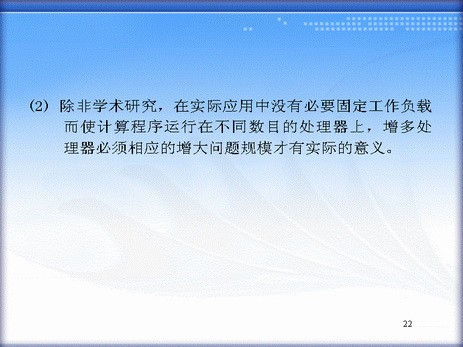 (2) 除非学术研究，在实际应用中没有必要固定工作负载
而使计算程序运行在不同数目的处理器上，增多处
理器必须相应的增大问题规模才有实际的意义。
22